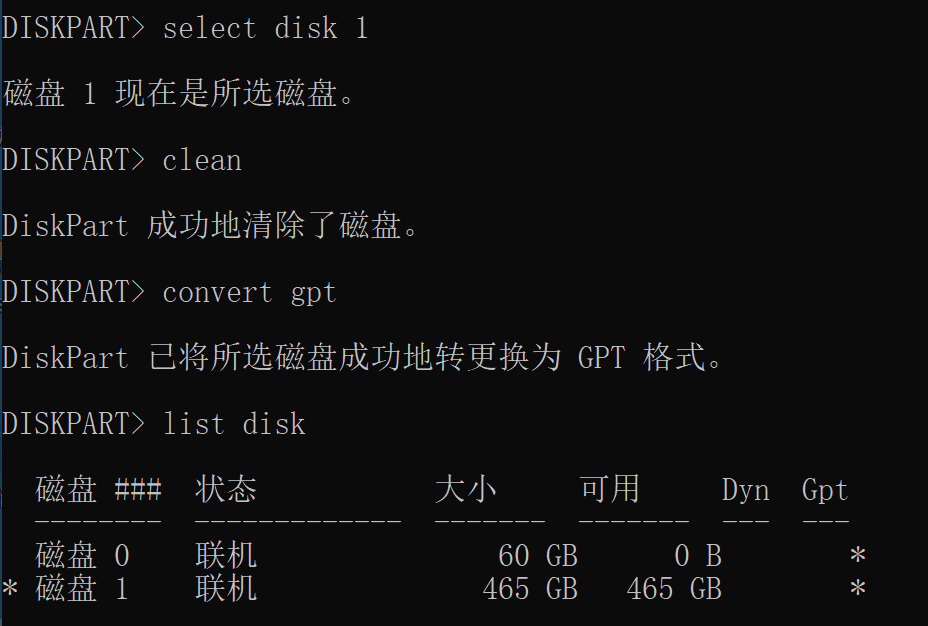 DISKPART> select disk 1
磁盘 1 现在是所选磁盘。
DISKPART> clean
DiskPart 成功地清除了磁盘。
DISKPART> convert gpt
DiskPart 已将所选磁盘成功地转更换为 GPT 格式。
DISKPART> list disk
磁盘 ### 状态 大小 可用 Dyn Gpt
-------- ------------- ------- ------- --- ---
磁盘 0 联机 60 GB 0 B *
* 磁盘 1 联机 465 GB 465 GB *